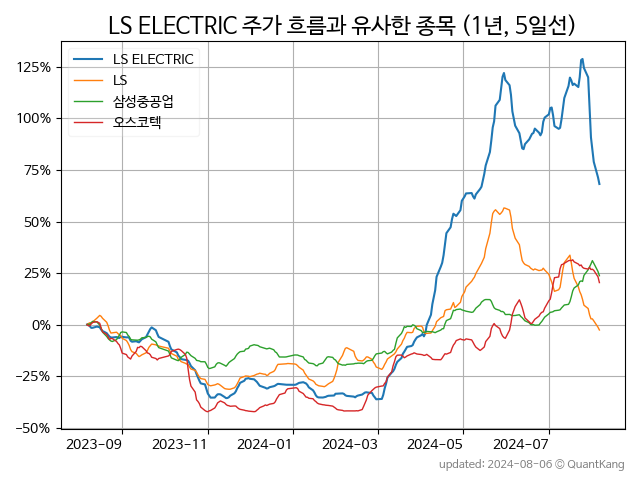 LS ELECTRIC 주가 흐름과 유사한 종목 (1년, 5일선)
LS ELECTRIC
LS
삼성중공업
오스코텍
125%
100%
75%
50%
25%
0%
−25%
−50%
2023-09 2023-11 2024-01 2024-03 2024-05 2024-07
updated: 2024-08-06 © QuantKang